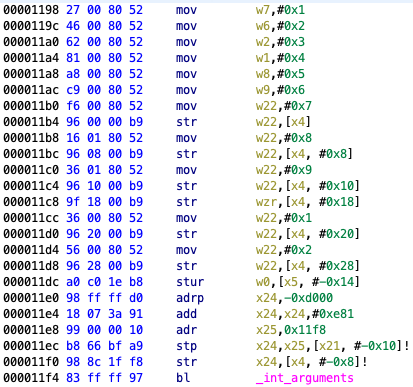 00001198 27 00 80 52 mov w7,#0x1
0000119c 46 00 80 52 mov w6,#0x2
000011a0 62 00 80 52 mov w2,#0x3
000011a4 81 00 80 52 mov w1,#0x4
000011a8 a8 00 80 52 mov w8,#0x5
000011ac c9 00 80 52 mov w9,#0x6
000011b0 f6 00 80 52 mov w22,#0x7
000011b4 96 00 00 b9 str w22,[x4]
000011b8 16 01 80 52 mov w22,#0x8
000011bc 96 08 00 b9 str w22,[x4, #0x8]
000011c0 36 01 80 52 mov w22,#0x9
000011c4 96 10 00 b9 str w22,[x4, #0x10]
000011c8 9f 18 00 b9 str wzr,[x4, #0x18]
000011cc 36 00 80 52 mov w22,#0x1
000011d0 96 20 00 b9 str w22,[x4, #0x20]
000011d4 56 00 80 52 mov w22,#0x2
000011d8 96 28 00 b9 str w22,[x4, #0x28]
000011dc a0 c0 1e b8 stur w0,[x5, #-0x14]
000011e0 98 ff ff d0 adrp x24,-0xd000
000011e4 18 07 3a 91 add x24,x24,#0xe81
000011e8 99 00 00 10 adr x25,0x11f8
000011ec b8 66 bf a9 stp x24,x25,[x21, #-0x10]!
000011f0 98 8c 1f f8 str x24,[x4, #-0x8]!
000011f4 83 ff ff 97 bl _int_arguments